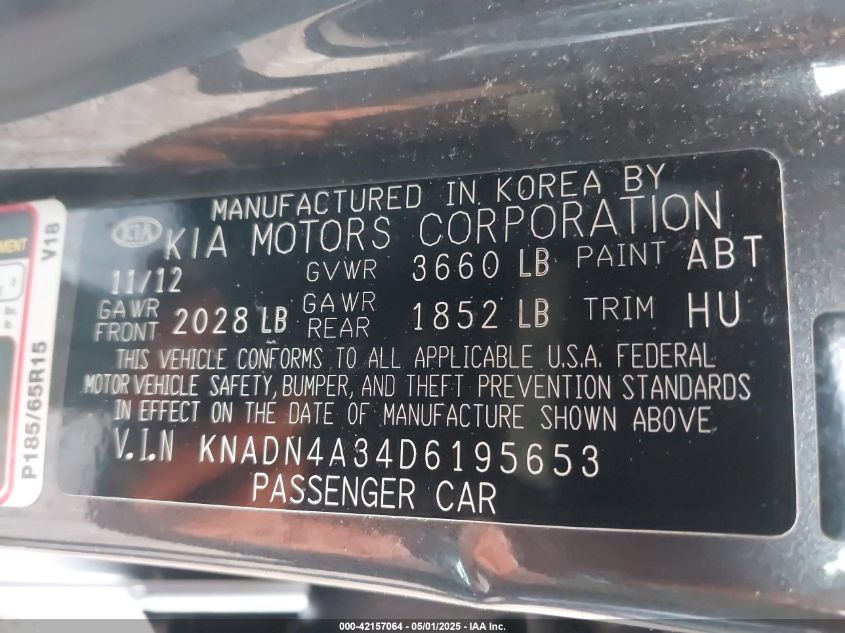 MANUFACTURED IN KOREA BY
KIA KIA MOTORS CORPORATION
11/12 GVWR 3660 LB PAINT ABT
GAWR FRONT 2028 LB GAWR REAR 1852 LB TRIM HU
THIS VEHICLE CONFORMS TO ALL APPLICABLE U.S.A. FEDERAL
MOTOR VEHICLE SAFETY, BUMPER, AND THEFT PREVENTION STANDARDS
IN EFFECT ON THE DATE OF MANUFACTURE SHOWN ABOVE.
V.I.N KNADN4A34D6195653
PASSENGER CAR
V18
P185/65R15
000-42157064 - 05/01/2025 - IAA Inc.